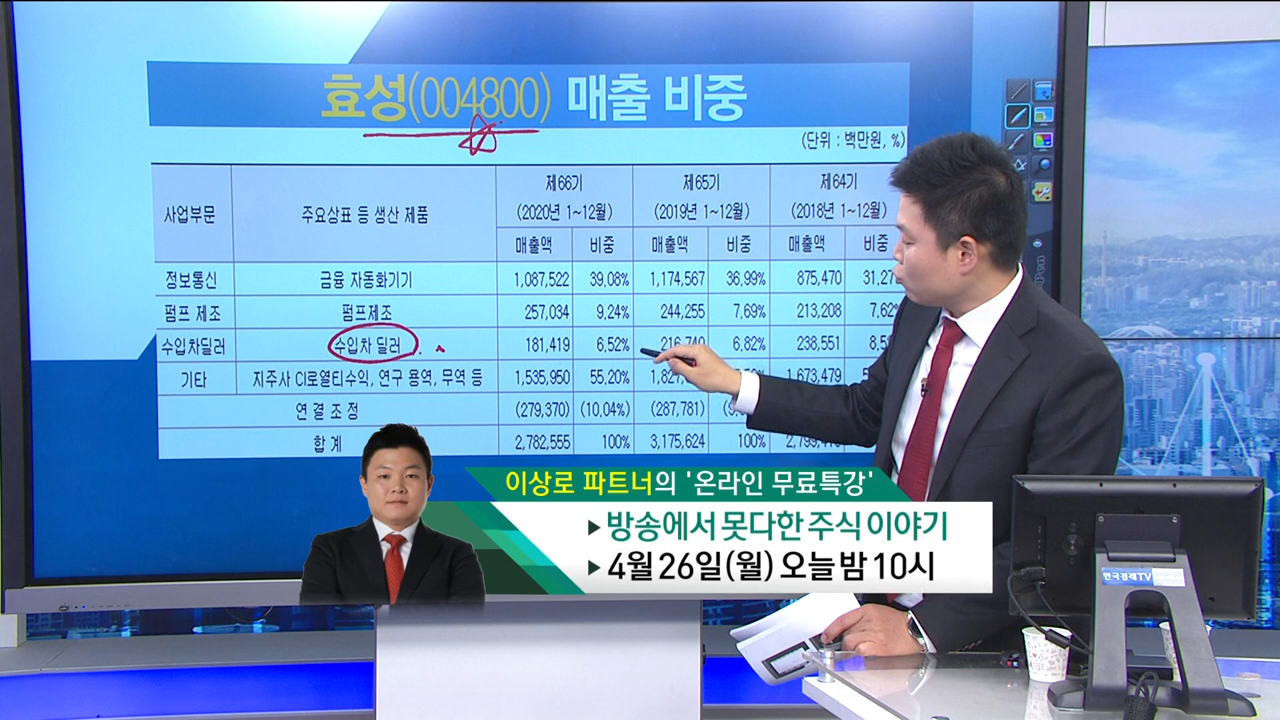 효성(004800) 매출 비중
(단위 : 백만원, %)
사업부문 주요상표 등 생산 제품 제66기 제65기 제64기
(2020년 1~12월) (2019년 1~12월) (2018년 1~12월)
매출액 비중 매출액 비중 매출액 비중
정보통신 금융 자동화기기 1,087,522 39.08% 1,174,567 36.99% 875,470 31.27
펌프 제조 펌프제조 257,034 9.24% 244,255 7.69% 213,208 7.62%
수입차딜러 수입차 딜러 181,419 6.52% 216,740 6.82% 238,551
기타 지주사 CI로열티수익, 연구 용역, 무역 등 1,535,950 55.20% 1,673,479
연 결 조 정 (279,370) (10.04%) (287,781)
합 계 2,782,555 100% 3,175,624 100%
이상로 파트너의 '온라인 무료특강'
▸방송에서 못다한 주식 이야기
▸4월 26일(월) 오늘 밤 10시
한국경제TV